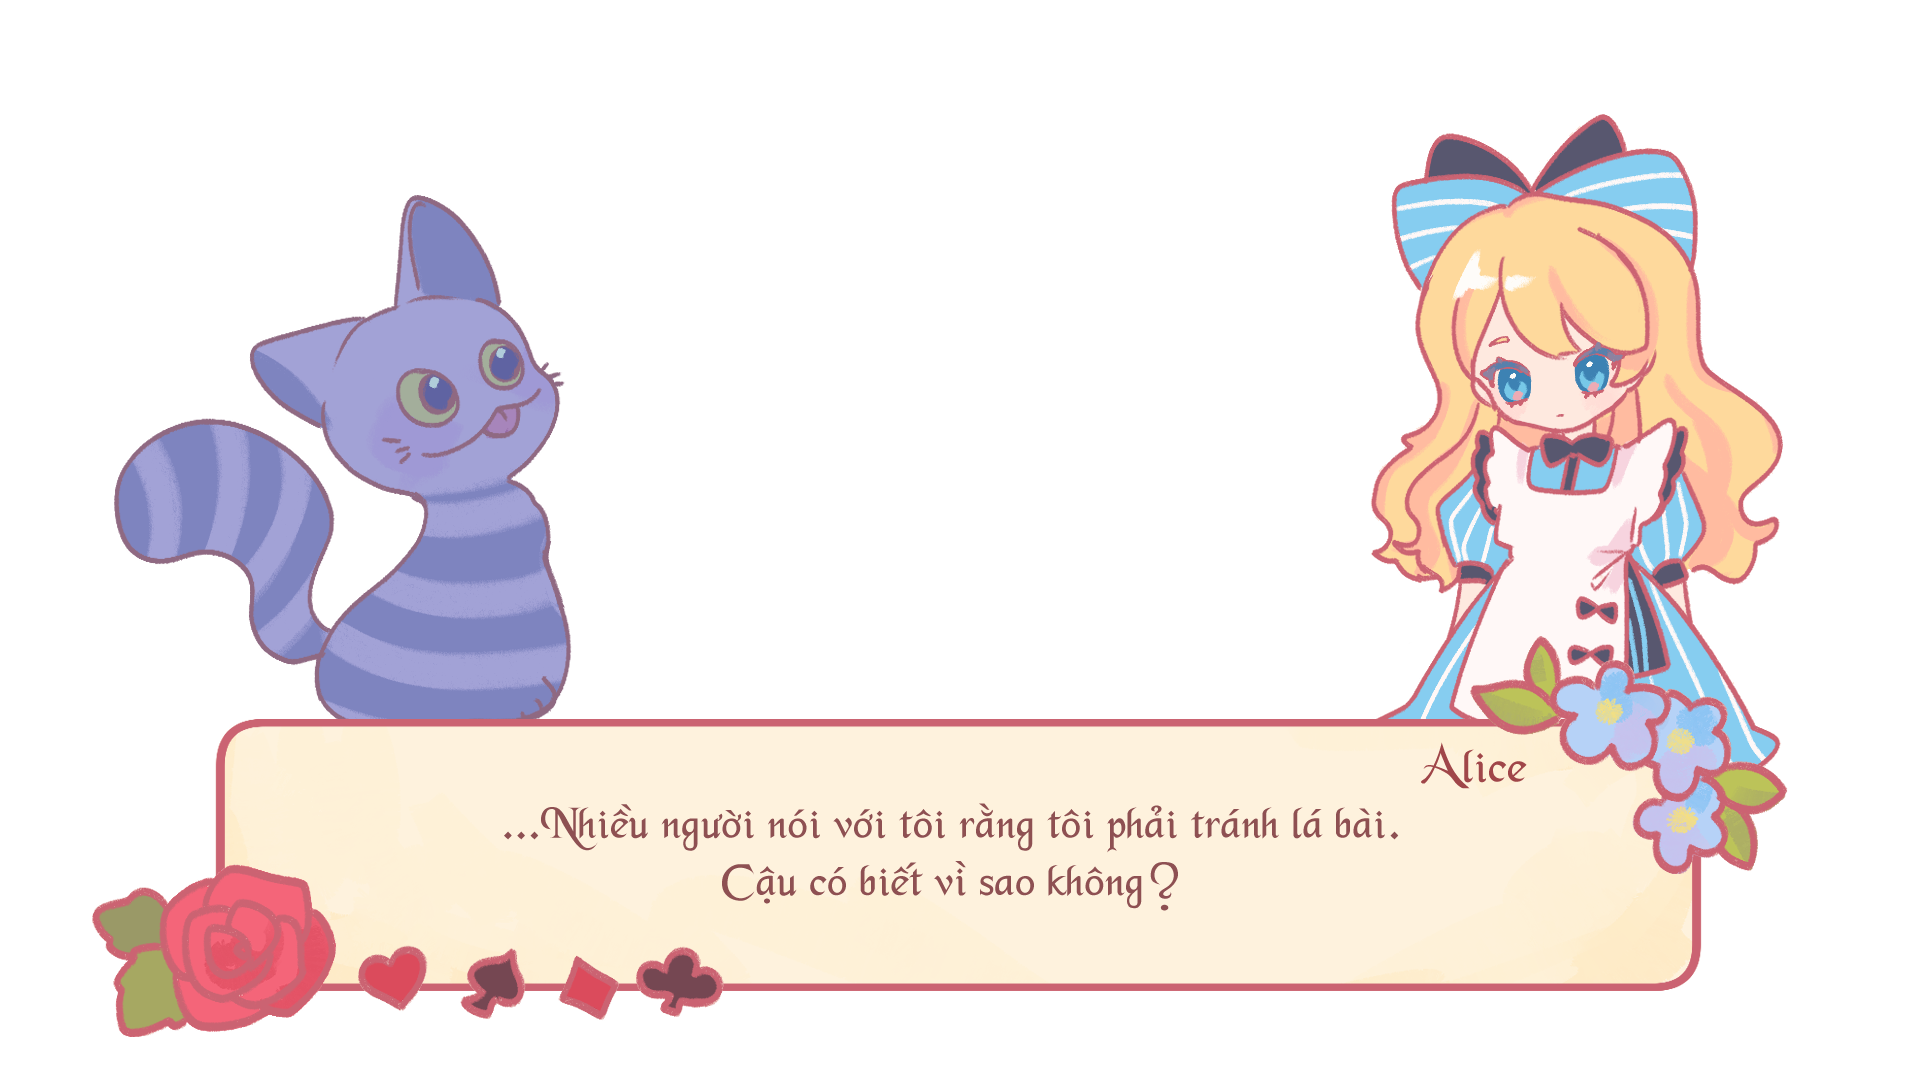 Alice
...Nhiều người nói với tôi rằng tôi phải tránh lá bài.
Cậu có biết vì sao không?